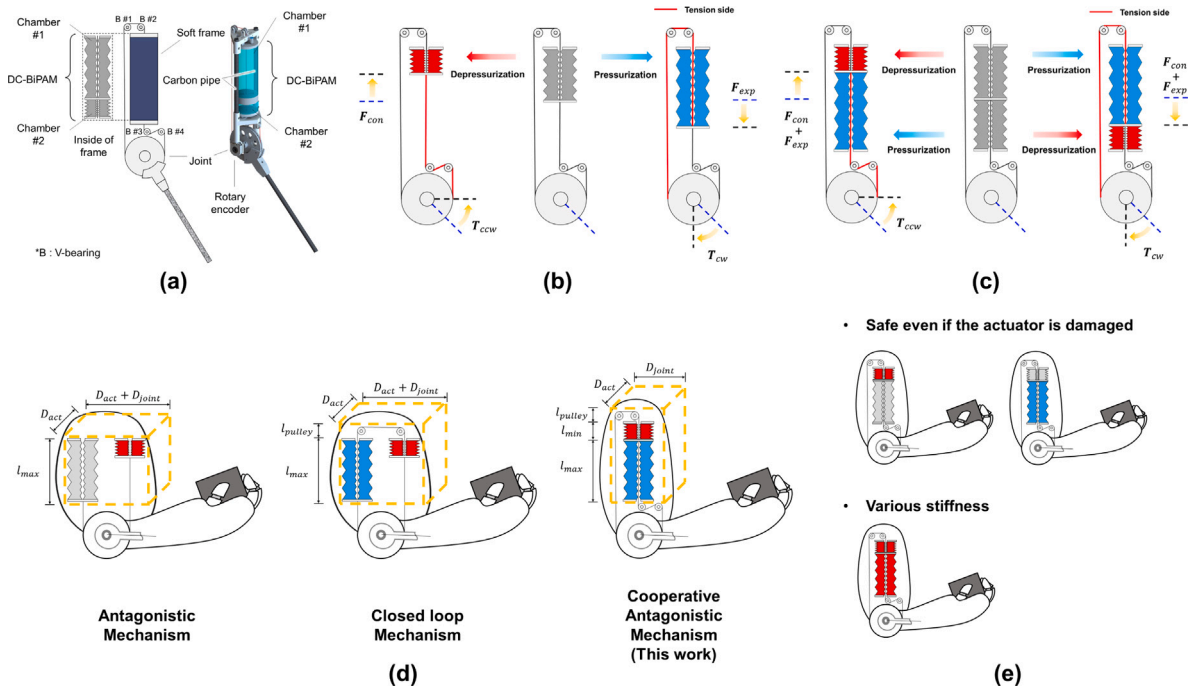 Chamber
#1
B #1 B #2
Soft frame
DC-BiPAM
Carbon pipe
Chamber
#2
B #3
B #4
Inside of
frame
Joint
Rotary
encoder
*B : V-bearing
Chamber
#1
DC-BiPAM
Chamber
#2
(a)
Tension side
Depressurization
Pressurization
F_con
F_exp
T_ccw
T_cw
(b)
Tension side
Depressurization
Pressurization
F_con
+
F_exp
F_con
+
F_exp
Pressurization
Depressurization
T_ccw
T_cw
(c)
D_act + D_joint
D_act
l_max
Antagonistic
Mechanism
D_act + D_joint
D_act
l_pulley
l_max
Closed loop
Mechanism
D_joint
D_act
l_pulley
l_min
l_max
Cooperative
Antagonistic
Mechanism
(This work)
(d)
• Safe even if the actuator is damaged
• Various stiffness
(e)